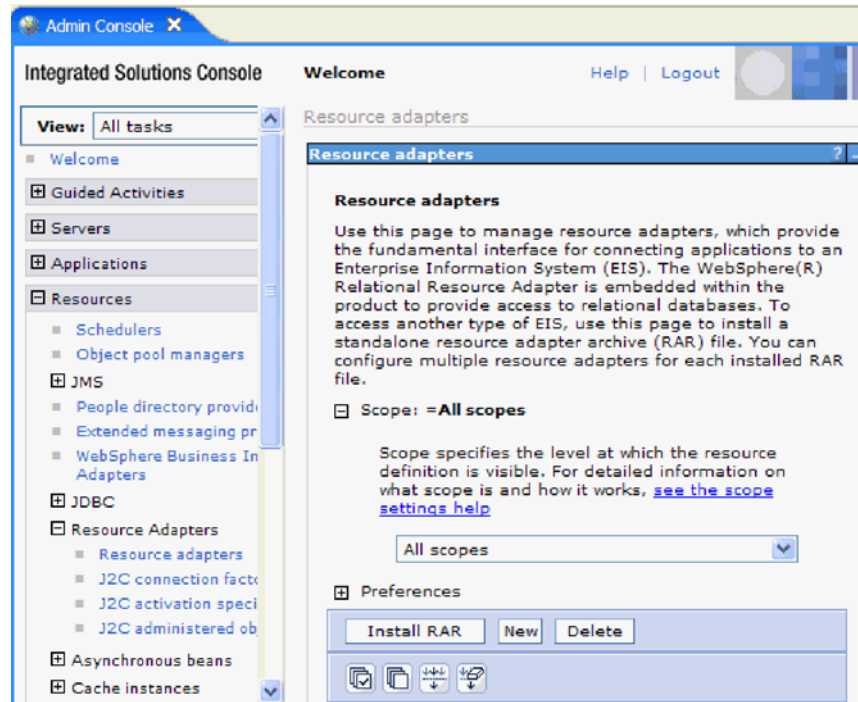 Admin Console
Integrated Solutions Console
Welcome
Help | Logout
View: All tasks
Welcome
Guided Activities
Servers
Applications
Resources
Schedulers
Object pool managers
JMS
People directory provid
Extended messaging pr
WebSphere Business In
Adapters
JDBC
Resource Adapters
Resource adapters
J2C connection facto
J2C activation speci
J2C administered ob
Asynchronous beans
Cache instances
Resource adapters
Resource adapters
Resource adapters
Use this page to manage resource adapters, which provide
the fundamental interface for connecting applications to an
Enterprise Information System (EIS). The WebSphere(R)
Relational Resource Adapter is embedded within the
product to provide access to relational databases. To
access another type of EIS, use this page to install a
standalone resource adapter archive (RAR) file. You can
configure multiple resource adapters for each installed RAR
file.
Scope: =All scopes
Scope specifies the level at which the resource
definition is visible. For detailed information on
what scope is and how it works, see the scope
settings help
All scopes
Preferences
Install RAR
New
Delete